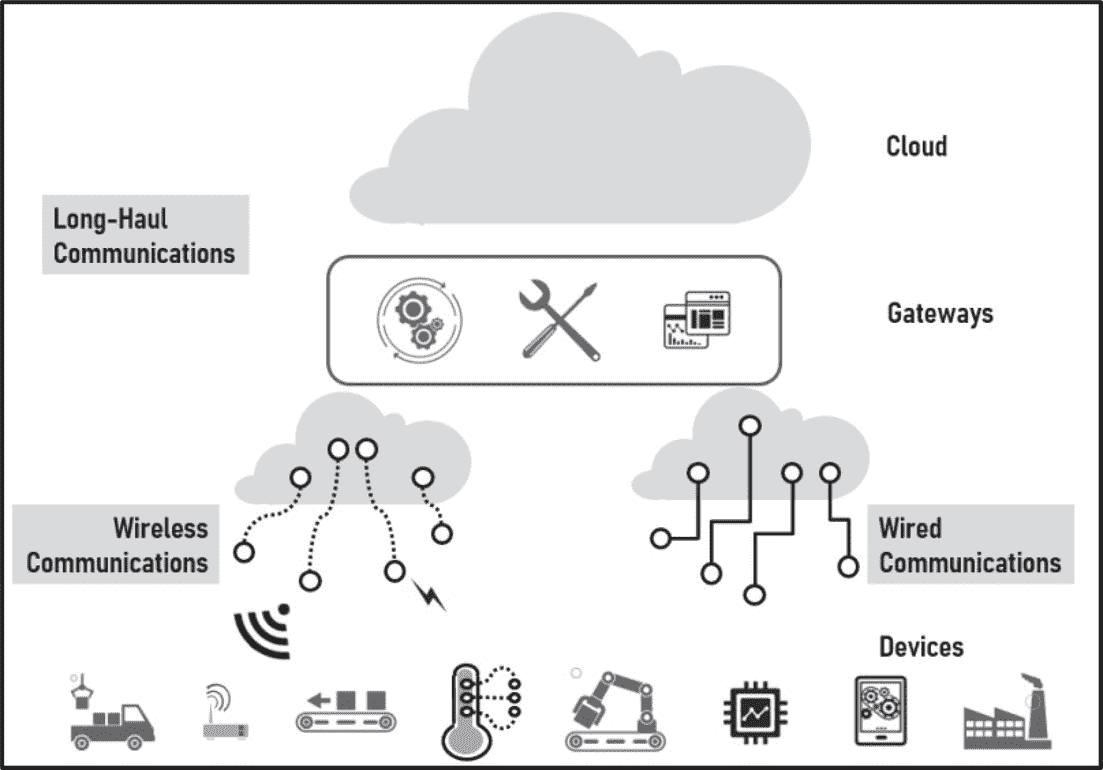 Cloud
Long-Haul
Communications
Gateways
Wireless
Communications
Wired
Communications
Devices